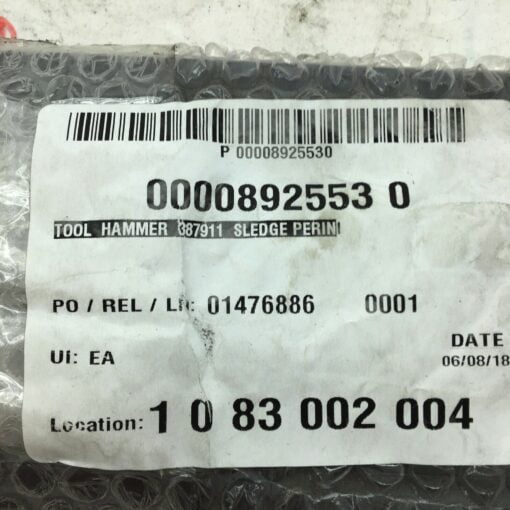 P 00008925530
0000892553 0
TOOL HAMMER 387911 SLEDGE PERIN
PO / REL / LN: 01476886 0001
UI: EA
DATE
06/08/18
Location: 1 0 83 002 004